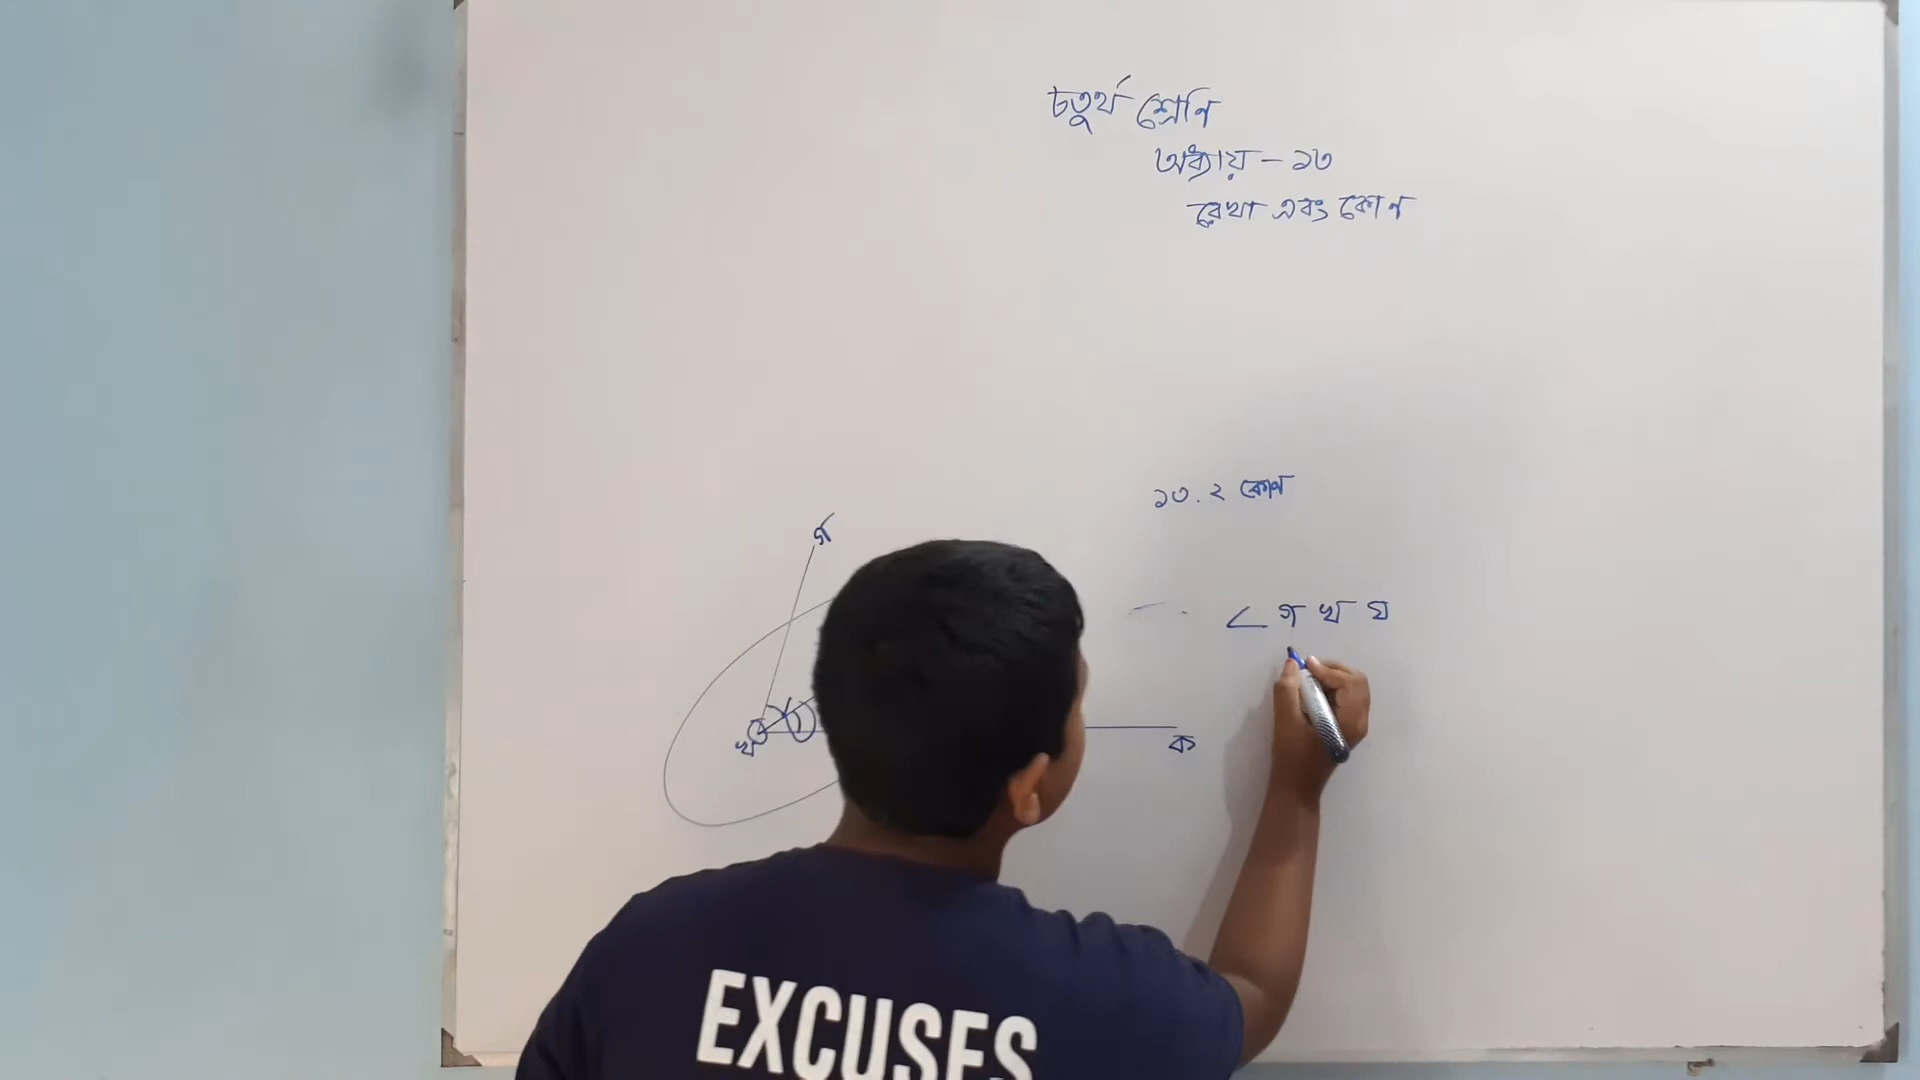 চতুর্থ শ্রেণি
অধ্যায় - ১৩
রেখা এবং কোণ
১৩.২ কোণ
গ
∠ গ খ ঘ
খ
ক
EXCUSES